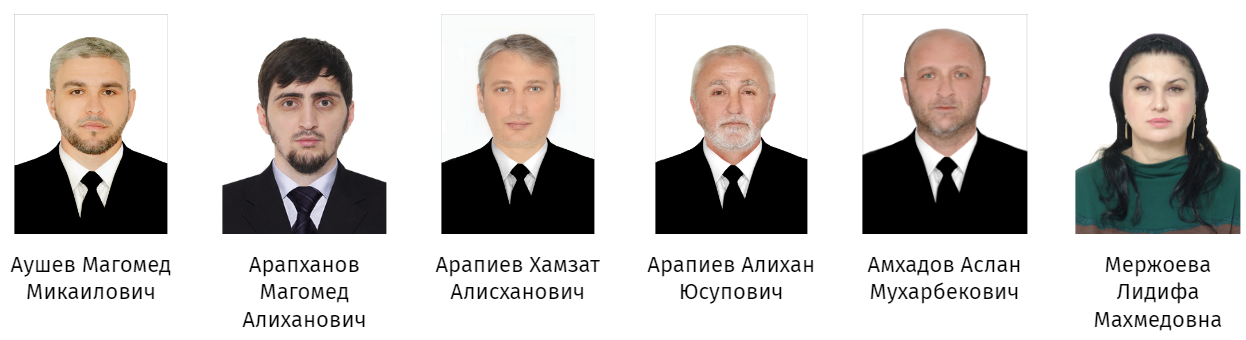 Аушев Магомед
Микаилович
Арапханов
Магомед
Алиханович
Арапиев Хамзат
Алисханович
Арапиев Алихан
Юсупович
Амхадов Аслан
Мухарбекович
Мержоева
Лидифа
Махмедовна